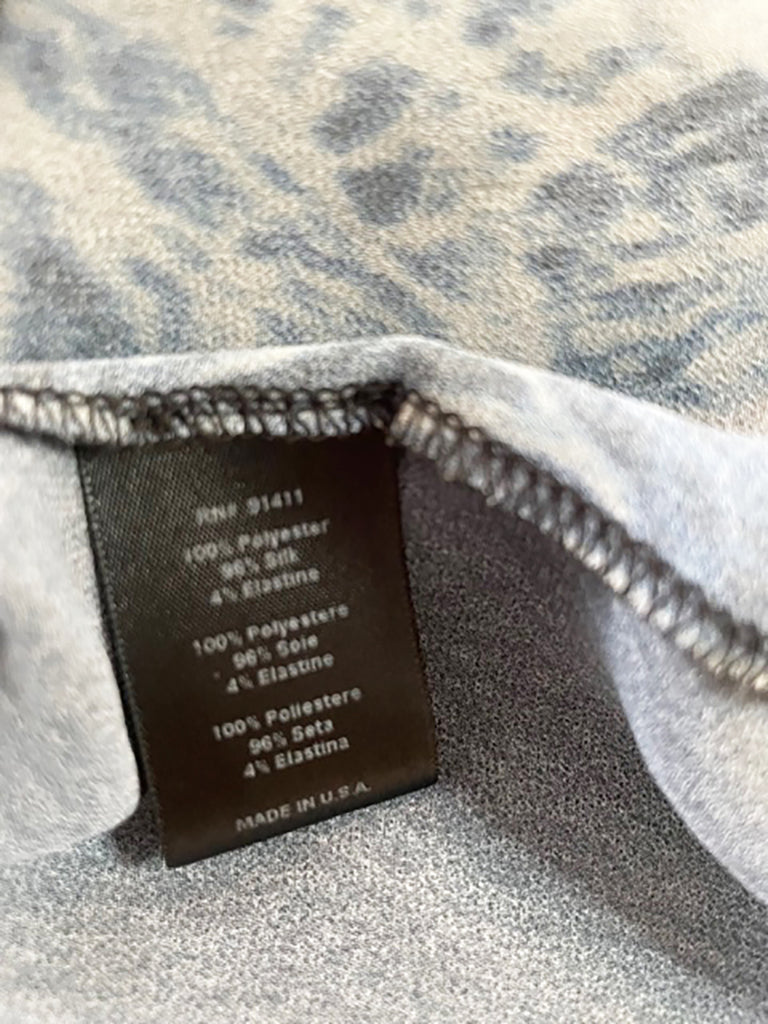 RN# 91411
100% Polyester
96% Silk
4% Elastine
100% Polyestere
96% Soie
4% Elastine
100% Poliestere
96% Seta
4% Elastina
MADE IN U.S.A.